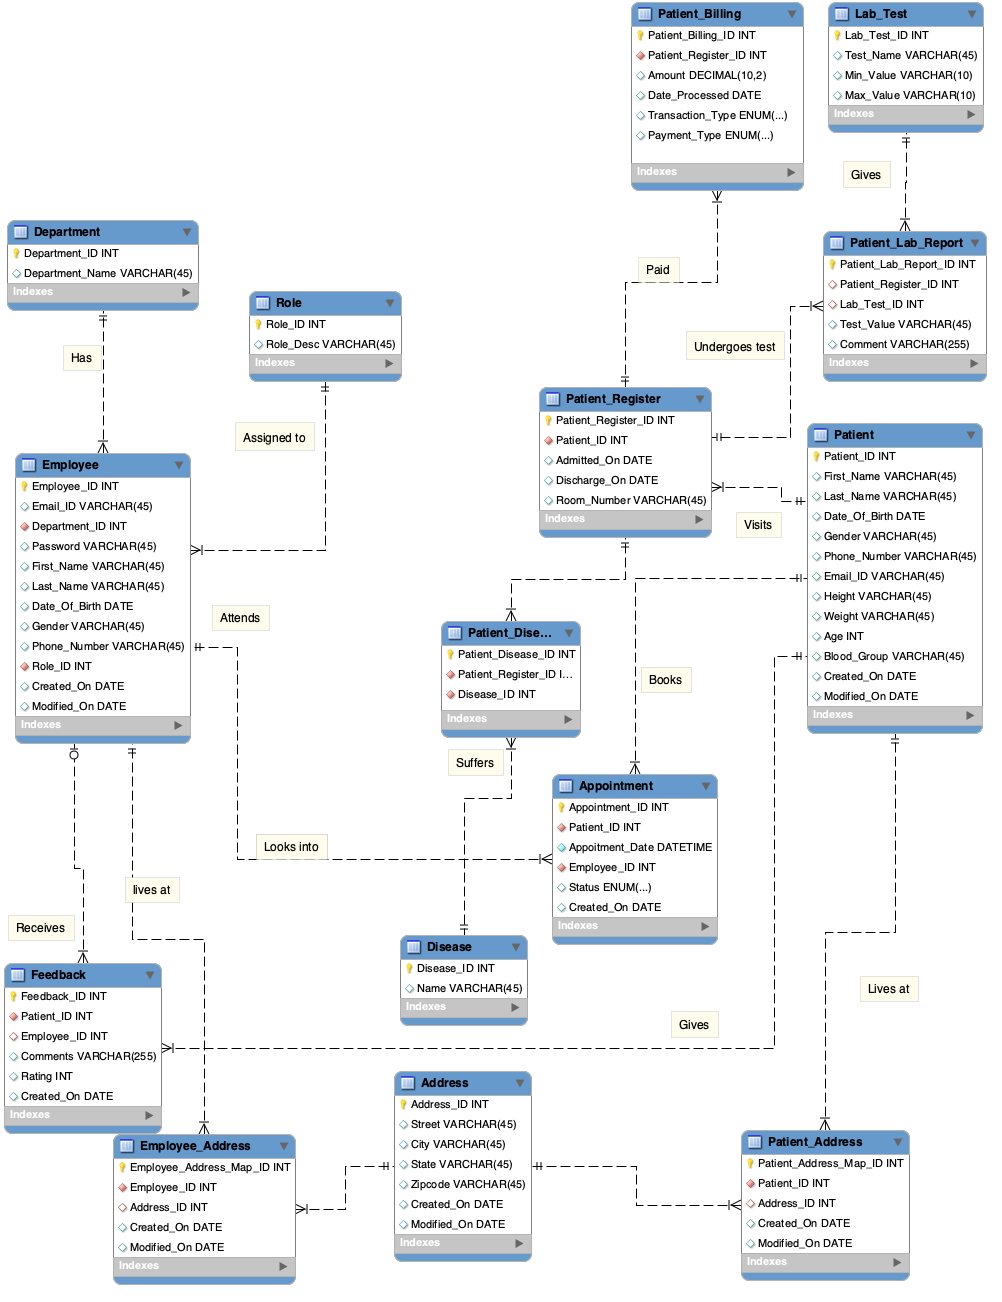 Patient_Billing
Patient_Billing_ID INT
Patient_Register_ID INT
Amount DECIMAL(10,2)
Date_Processed DATE
Transaction_Type ENUM(...)
Payment_Type ENUM(...)
Indexes
Lab_Test
Lab_Test_ID INT
Test_Name VARCHAR(45)
Min_Value VARCHAR(10)
Max_Value VARCHAR(10)
Indexes
Gives
Department
Department_ID INT
Department_Name VARCHAR(45)
Indexes
Patient_Lab_Report
Patient_Lab_Report_ID INT
Patient_Register_ID INT
Lab_Test_ID INT
Test_Value VARCHAR(45)
Comment VARCHAR(255)
Indexes
Paid
Role
Role_ID INT
Role_Desc VARCHAR(45)
Indexes
Has
Undergoes test
Patient_Register
Patient_Register_ID INT
Patient_ID INT
Admitted_On DATE
Discharge_On DATE
Room_Number VARCHAR(45)
Indexes
Assigned to
Patient
Patient_ID INT
First_Name VARCHAR(45)
Last_Name VARCHAR(45)
Date_Of_Birth DATE
Gender VARCHAR(45)
Phone_Number VARCHAR(45)
Email_ID VARCHAR(45)
Height VARCHAR(45)
Weight VARCHAR(45)
Age INT
Blood_Group VARCHAR(45)
Created_On DATE
Modified_On DATE
Indexes
Employee
Employee_ID INT
Email_ID VARCHAR(45)
Department_ID INT
Password VARCHAR(45)
First_Name VARCHAR(45)
Last_Name VARCHAR(45)
Date_Of_Birth DATE
Gender VARCHAR(45)
Phone_Number VARCHAR(45)
Role_ID INT
Created_On DATE
Modified_On DATE
Indexes
Visits
Attends
Patient_Dise...
Patient_Disease_ID INT
Patient_Register_ID I...
Disease_ID INT
Indexes
Books
Suffers
Appointment
Appointment_ID INT
Patient_ID INT
Appoitment_Date DATETIME
Employee_ID INT
Status ENUM(...)
Created_On DATE
Indexes
Looks into
lives at
Receives
Disease
Disease_ID INT
Name VARCHAR(45)
Indexes
Feedback
Feedback_ID INT
Patient_ID INT
Employee_ID INT
Comments VARCHAR(255)
Rating INT
Created_On DATE
Indexes
Lives at
Gives
Address
Address_ID INT
Street VARCHAR(45)
City VARCHAR(45)
State VARCHAR(45)
Zipcode VARCHAR(45)
Created_On DATE
Modified_On DATE
Indexes
Employee_Address
Employee_Address_Map_ID INT
Employee_ID INT
Address_ID INT
Created_On DATE
Modified_On DATE
Indexes
Patient_Address
Patient_Address_Map_ID INT
Patient_ID INT
Address_ID INT
Created_On DATE
Modified_On DATE
Indexes